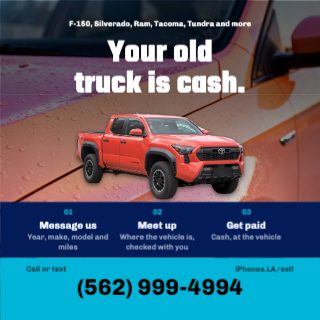 F-150, Silverado, Ram, Tacoma, Tundra and more
Your old
truck is cash.
01
Message us
Year, make, model and
miles
02
Meet up
Where the vehicle is,
checked with you
03
Get paid
Cash, at the vehicle
Call or text
iPhones.LA/sell
(562) 999-4994